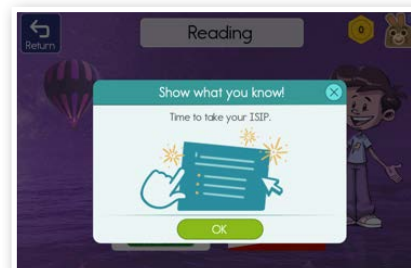 Return
Reading
0
Show what you know!
Time to take your ISIP.
OK